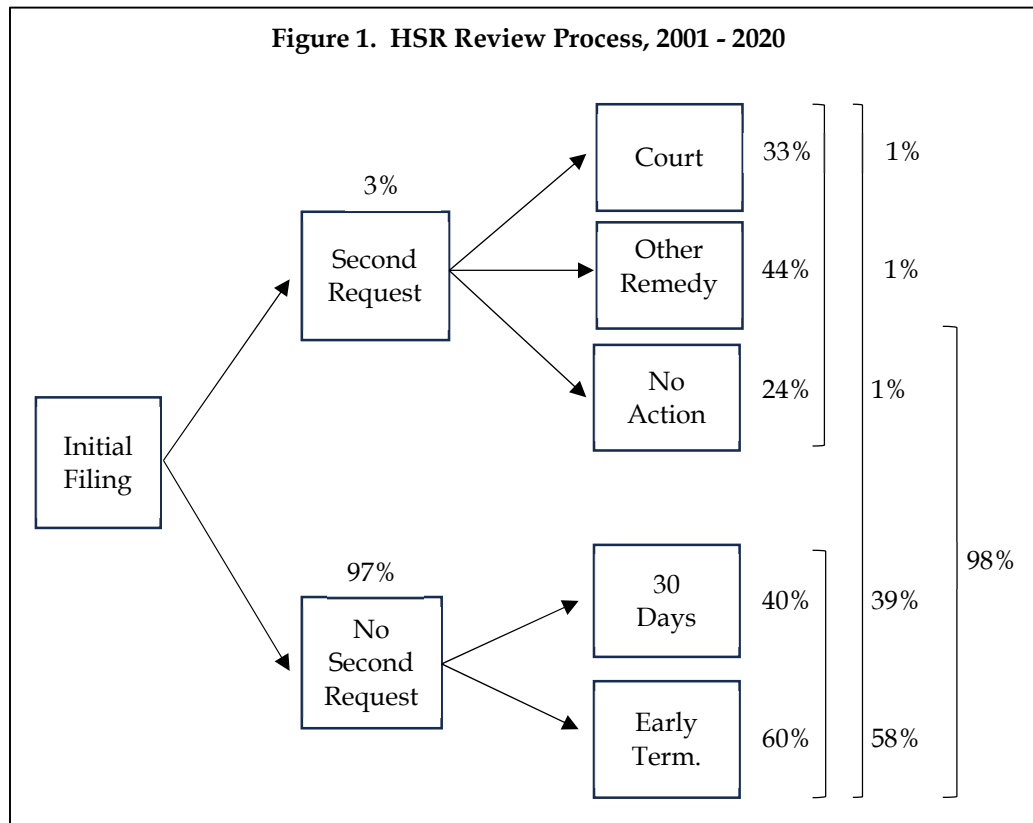 Figure 1. HSR Review Process, 2001 - 2020
Court
33%
1%
3%
Second
Request
Other
Remedy
44%
1%
No
Action
24%
1%
Initial
Filing
98%
97%
No
Second
Request
30
Days
40%
39%
Early
Term.
60%
58%